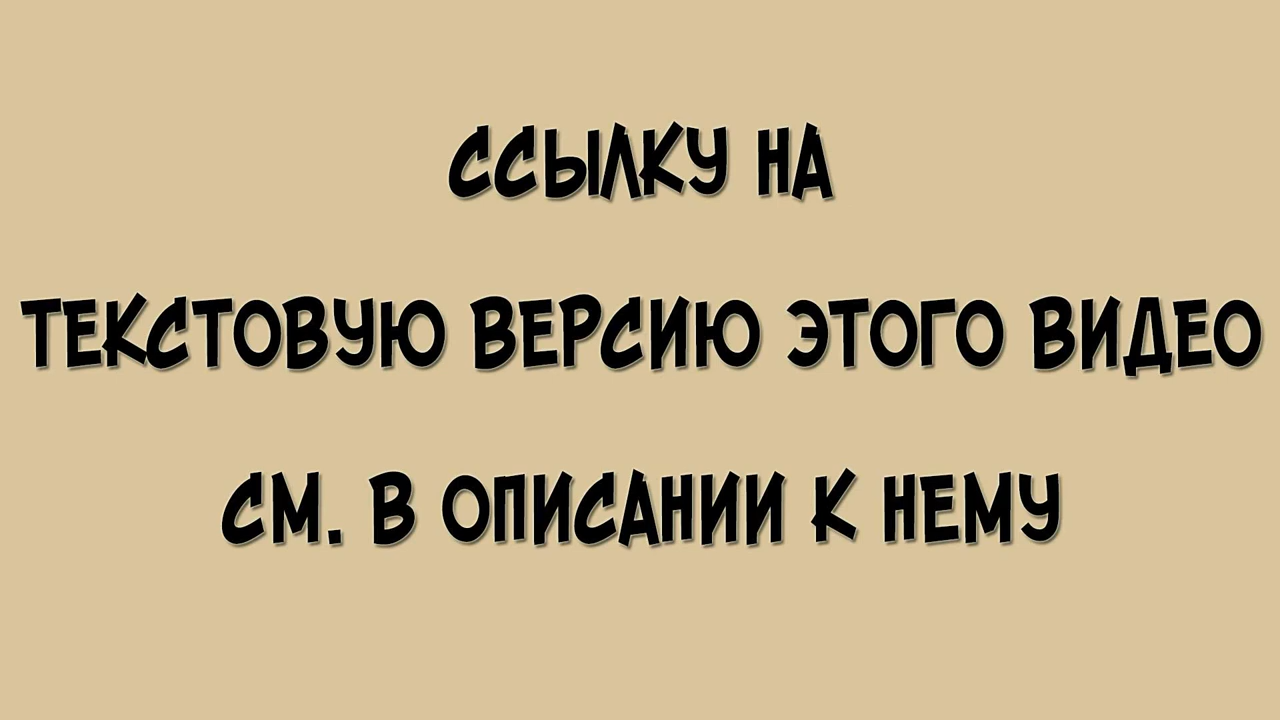 ССЫЛКУ НА
ТЕКСТОВУЮ ВЕРСИЮ ЭТОГО ВИДЕО
СМ. В ОПИСАНИИ К НЕМУ